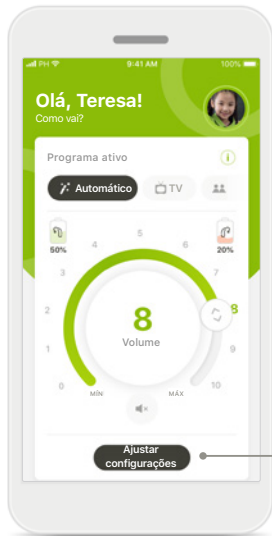 PH 9:41 AM 100%
Olá, Teresa!
Como vai?
Programa ativo i
Automático TV
50% 20%
5
4 6
3 7
2 8
1 9
0 10
8
Volume
MÍN MÁX
Ajustar
configurações